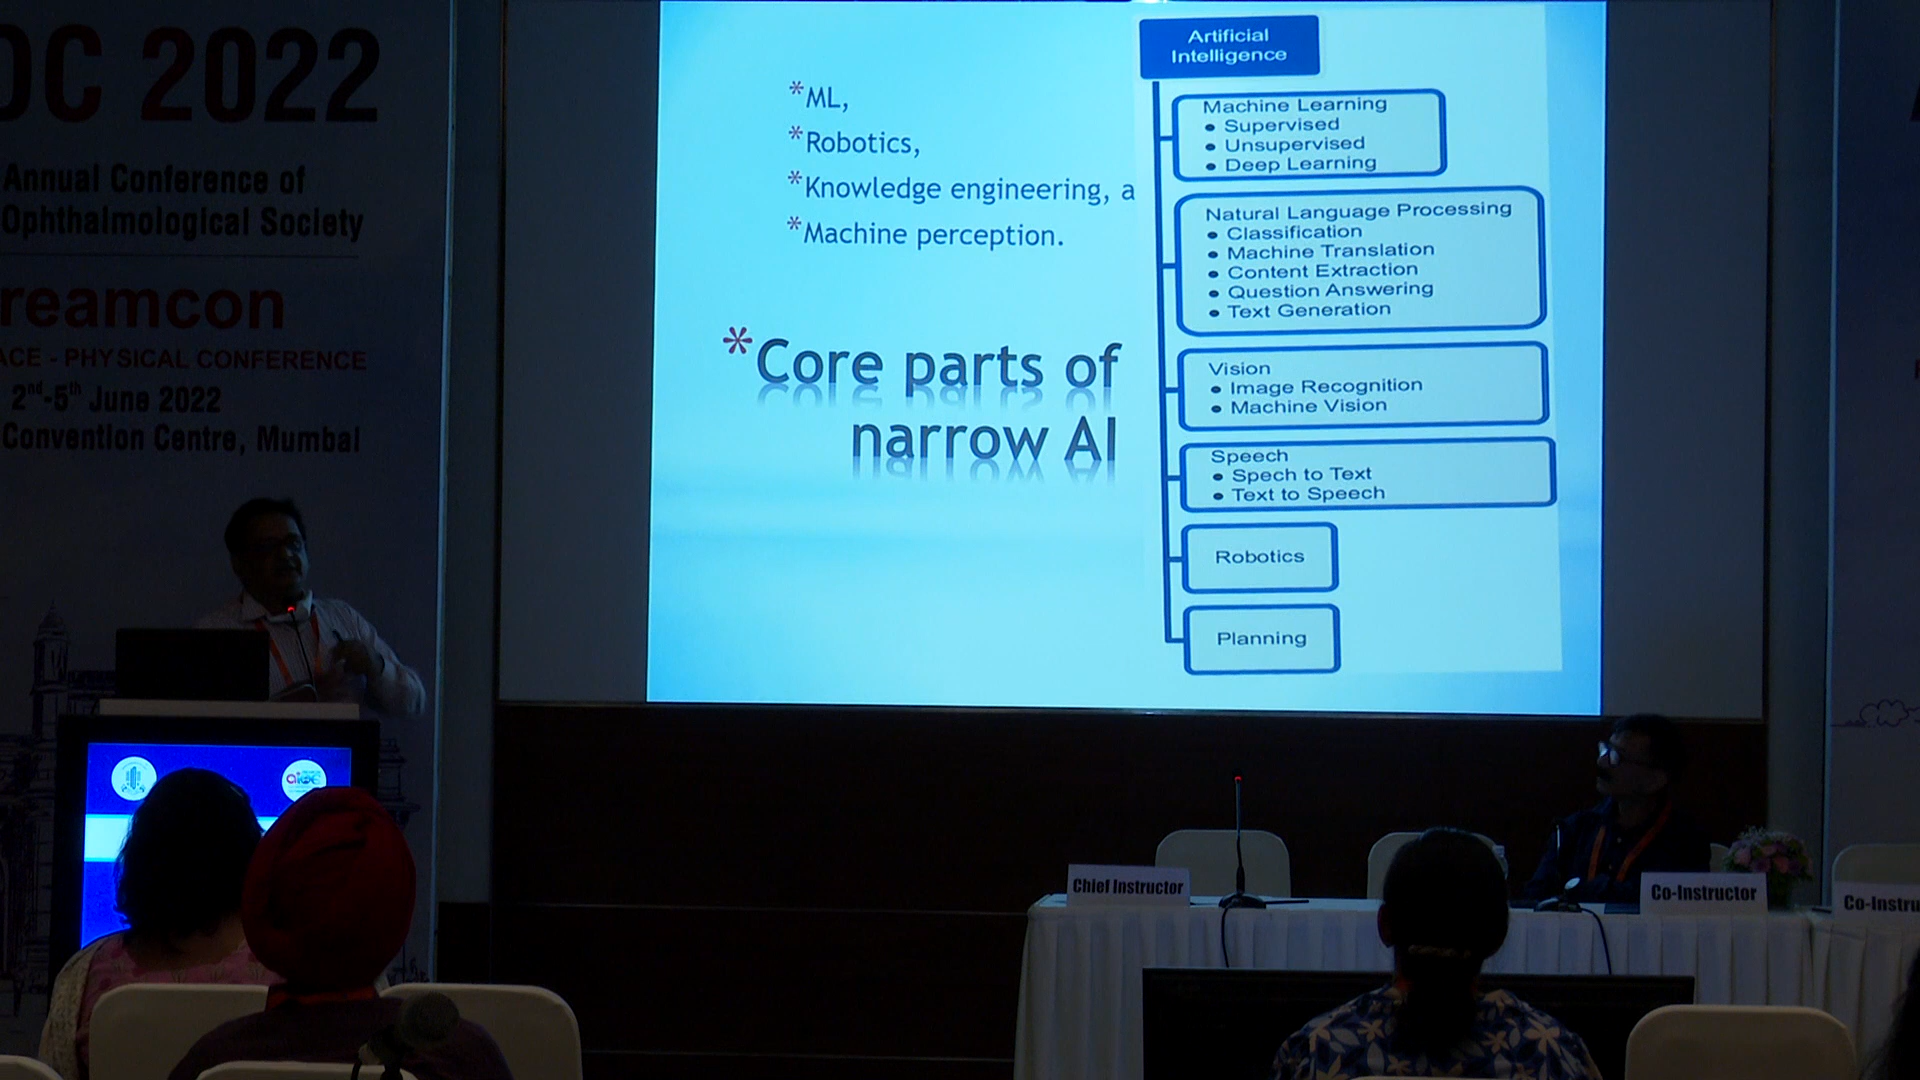 OC 2022
Annual Conference of
Ophthalmological Society
reamcon
ACE - PHYSICAL CONFERENCE
2nd-5th June 2022
Convention Centre, Mumbai
*ML,
*Robotics,
*Knowledge engineering, a
*Machine perception.
*Core parts of
narrow AI
Artificial
Intelligence
Machine Learning
• Supervised
• Unsupervised
• Deep Learning
Natural Language Processing
• Classification
• Machine Translation
• Content Extraction
• Question Answering
• Text Generation
Vision
• Image Recognition
• Machine Vision
Speech
• Spech to Text
• Text to Speech
Robotics
Planning
Chief Instructor
Co-Instructor
Co-Instru